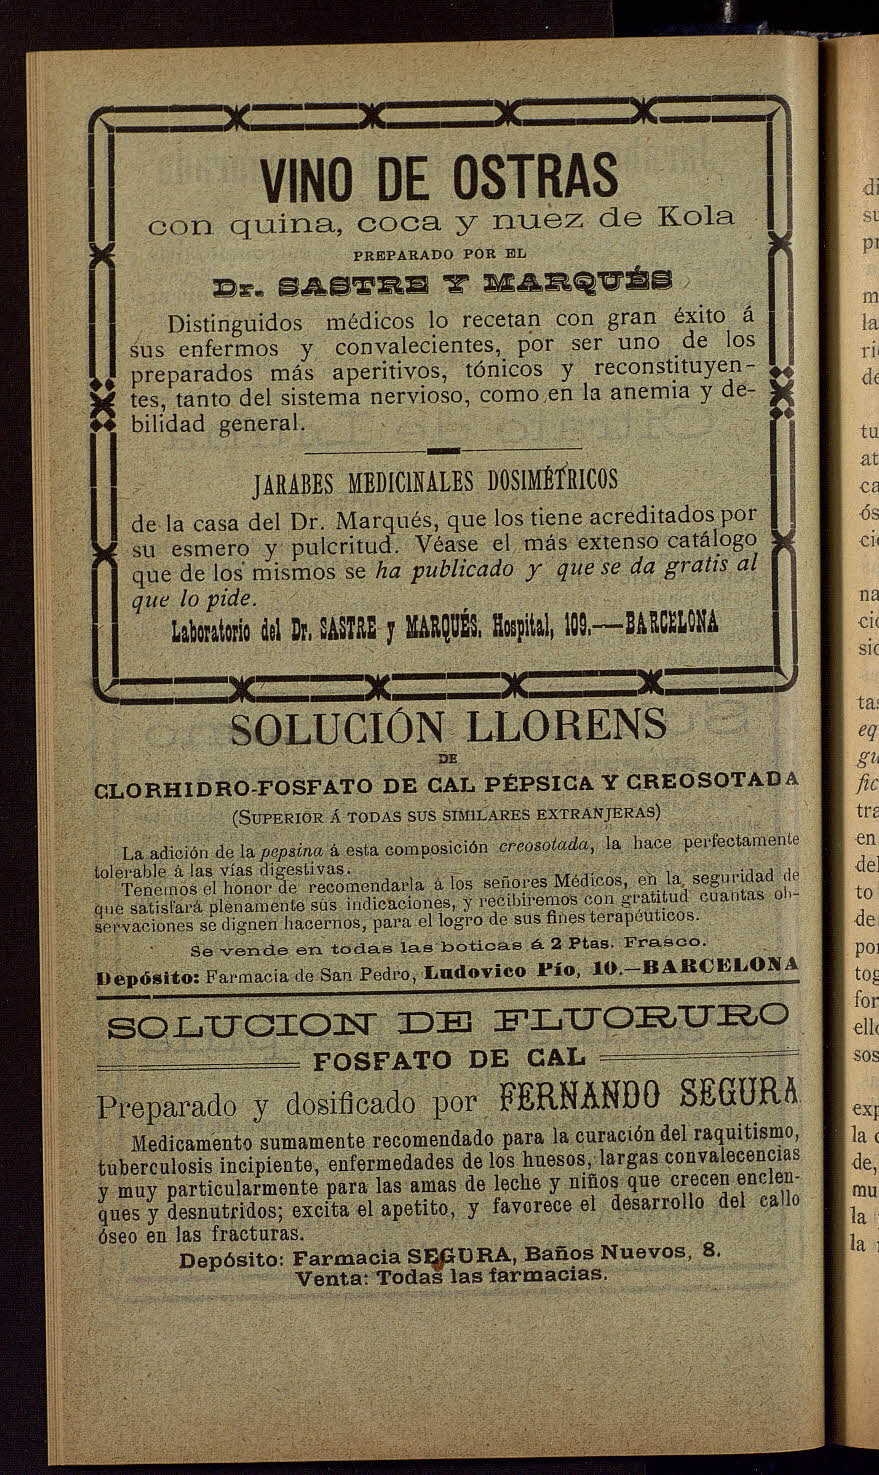 VINO DE OSTRAS
con quina, coca y nuez de Kola
PREPARADO POR EL
Dr. SASTRE Y MARQUÉS
Distinguidos médicos lo recetan con gran éxito á
sus enfermos y convalecientes, por ser uno de los
preparados más aperitivos, tónicos y reconstituyen-
tes, tanto del sistema nervioso, como en la anemia y de-
bilidad general.
JARABES MEDICINALES DOSIMÉTRICOS
de la casa del Dr. Marqués, que los tiene acreditados por
su esmero y pulcritud. Véase el más extenso catálogo
que de los mismos se ha publicado y que se da gratis al
que lo pide.
Laboratorio del Dr. SASTRE y MARQUÉS. Hospital, 109.—BARCELONA
SOLUCIÓN LLORENS
DE
CLORHIDRO-FOSFATO DE CAL PÉPSICA Y CREOSOTADA
(SUPERIOR Á TODAS SUS SIMILARES EXTRANJERAS)
La adición de la pepsina á esta composición creosotada, la hace perfectamente
tolerable á las vías digestivas.
Tenemos el honor de recomendarla á los señores Médicos, en la seguridad de
que satisfará plenamente sus indicaciones, y recibiremos con gratitud cuantas ob-
servaciones se dignen hacernos, para el logro de sus fines terapéuticos.
Se vende en todas las boticas á 2 Ptas. Frasco.
Depósito: Farmacia de San Pedro, Ludovico Pío, 10.—BARCELONA
SOLUCION DE FLUORURO
FOSFATO DE CAL
Preparado y dosificado por FERNANDO SEGURA
Medicamento sumamente recomendado para la curación del raquitismo,
tuberculosis incipiente, enfermedades de los huesos, largas convalecencias
y muy particularmente para las amas de leche y niños que crecen enclen-
ques y desnutridos; excita el apetito, y favorece el desarrollo del callo
óseo en las fracturas.
Depósito: Farmacia SEGURA, Baños Nuevos, 8.
Venta: Todas las farmacias.